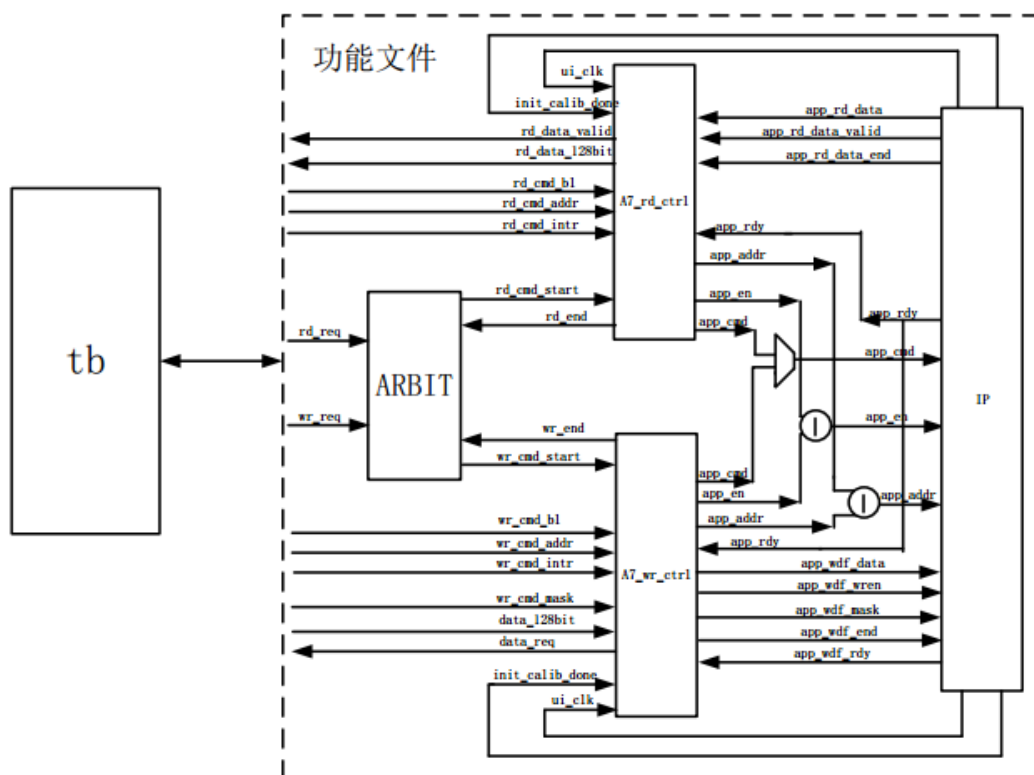 功能文件
ui_clk
init_calib_done
rd_data_valid
rd_data_128bit
rd_cmd_bl
rd_cmd_addr
rd_cmd_intr
A7_rd_ctrl
app_rd_data
app_rd_data_valid
app_rd_data_end
app_rdy
app_addr
app_en
app_cmd
rd_cmd_start
rd_end
rd_req
tb
ARBIT
wr_req
wr_end
wr_cmd_start
app_rdy
app_cmd
IP
app_en
app_addr
app_cmd
app_en
app_addr
app_rdy
wr_cmd_bl
wr_cmd_addr
wr_cmd_intr
A7_wr_ctrl
wr_cmd_mask
data_128bit
data_req
app_wdf_data
app_wdf_wren
app_wdf_mask
app_wdf_end
app_wdf_rdy
init_calib_done
ui_clk